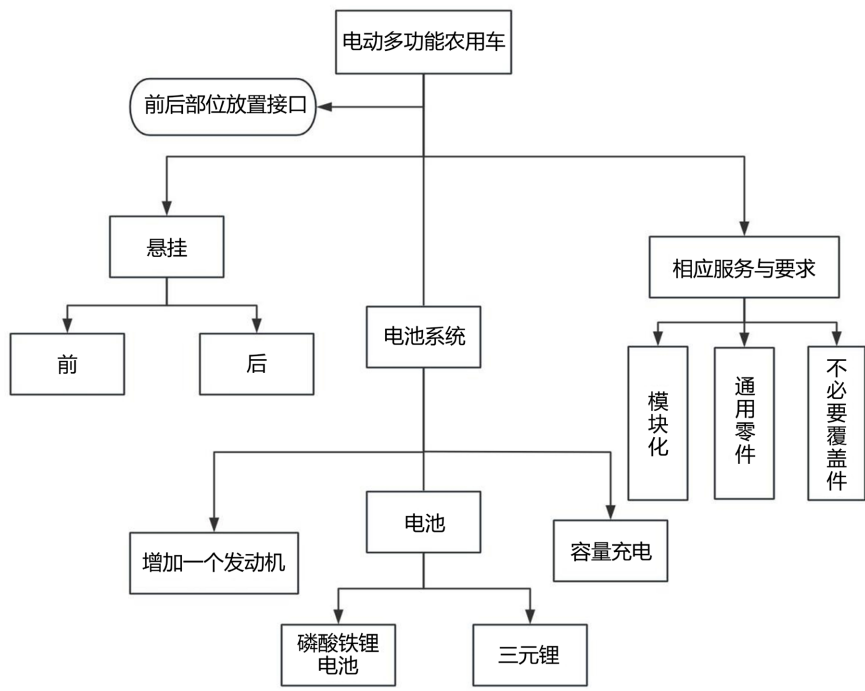 电动多功能农用车
前后部位放置接口
悬挂
相应服务与要求
前
后
电池系统
模块化
通用零件
不必要覆盖件
电池
增加一个发动机
容量充电
磷酸铁锂
电池
三元锂